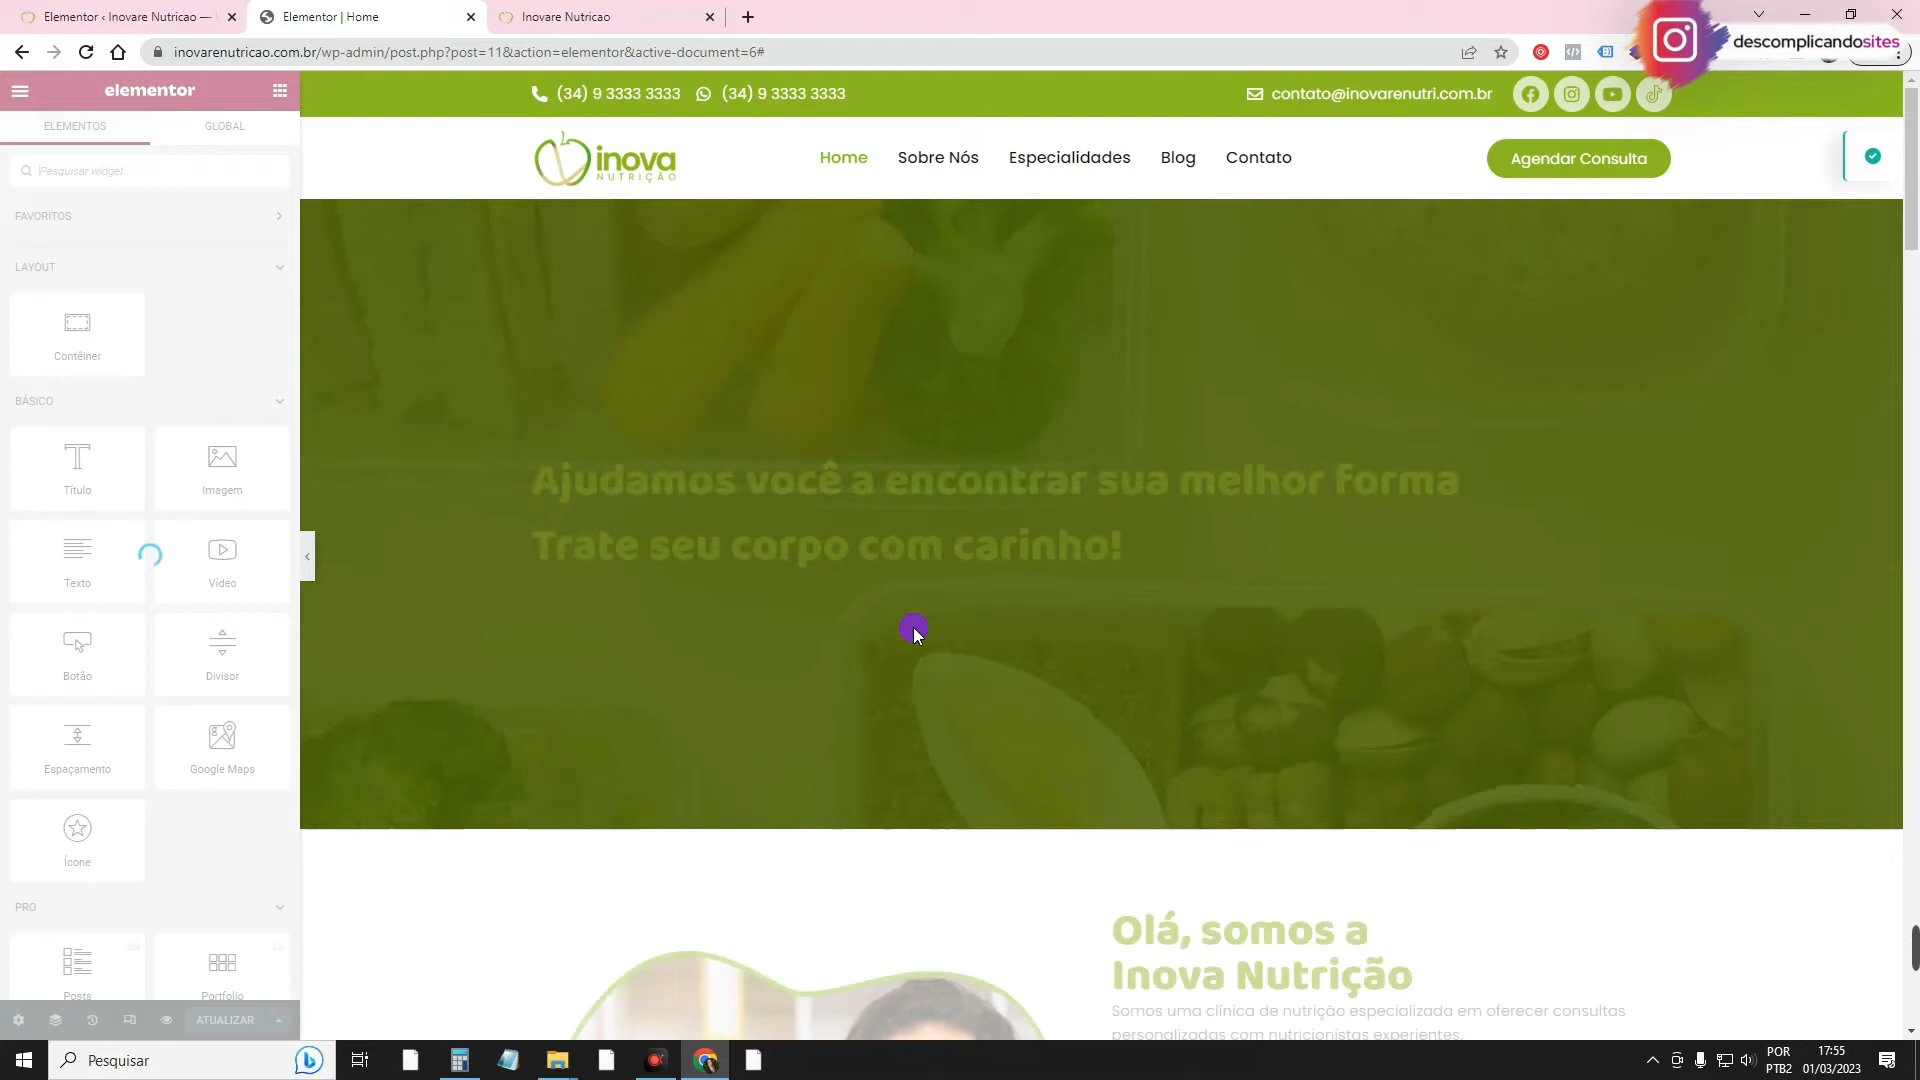 Elementor ‹ Inovare Nutricao —
Elementor | Home
Inovare Nutricao
inovarenutricao.com.br/wp-admin/post.php?post=11&action=elementor&active-document=6#
descomplicandosites
elementor
ELEMENTOS
GLOBAL
Pesquisar widget...
FAVORITOS
LAYOUT
Contêiner
BÁSICO
Título
Imagem
Texto
Vídeo
Botão
Divisor
Espaçamento
Google Maps
Ícone
PRO
Posts
Portfolio
ATUALIZAR
(34) 9 3333 3333
(34) 9 3333 3333
contato@inovarenutri.com.br
inova
NUTRIÇÃO
Home
Sobre Nós
Especialidades
Blog
Contato
Agendar Consulta
Ajudamos você a encontrar sua melhor forma
Trate seu corpo com carinho!
Olá, somos a
Inova Nutrição
Somos uma clínica de nutrição especializada em oferecer consultas
personalizadas com nutricionistas experientes.
Pesquisar
POR
PTB2
17:55
01/03/2023